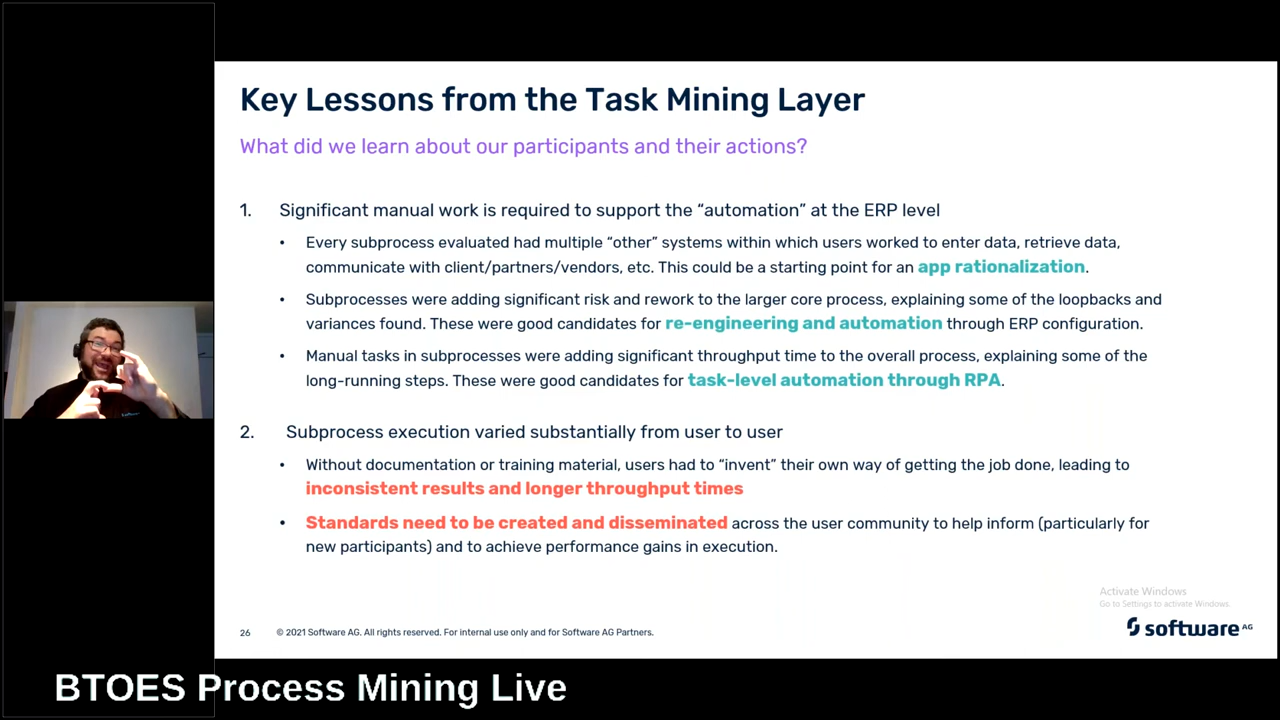 Key Lessons from the Task Mining Layer
What did we learn about our participants and their actions?
1. Significant manual work is required to support the “automation” at the ERP level
• Every subprocess evaluated had multiple “other” systems within which users worked to enter data, retrieve data,
communicate with client/partners/vendors, etc. This could be a starting point for an app rationalization.
• Subprocesses were adding significant risk and rework to the larger core process, explaining some of the loopbacks and
variances found. These were good candidates for re-engineering and automation through ERP configuration.
• Manual tasks in subprocesses were adding significant throughput time to the overall process, explaining some of the
long-running steps. These were good candidates for task-level automation through RPA.
2. Subprocess execution varied substantially from user to user
• Without documentation or training material, users had to “invent” their own way of getting the job done, leading to
inconsistent results and longer throughput times
• Standards need to be created and disseminated across the user community to help inform (particularly for
new participants) and to achieve performance gains in execution.
Activate Windows
Go to Settings to activate Windows.
26 © 2021 Software AG. All rights reserved. For internal use only and for Software AG Partners.
software AG
BTOES Process Mining Live